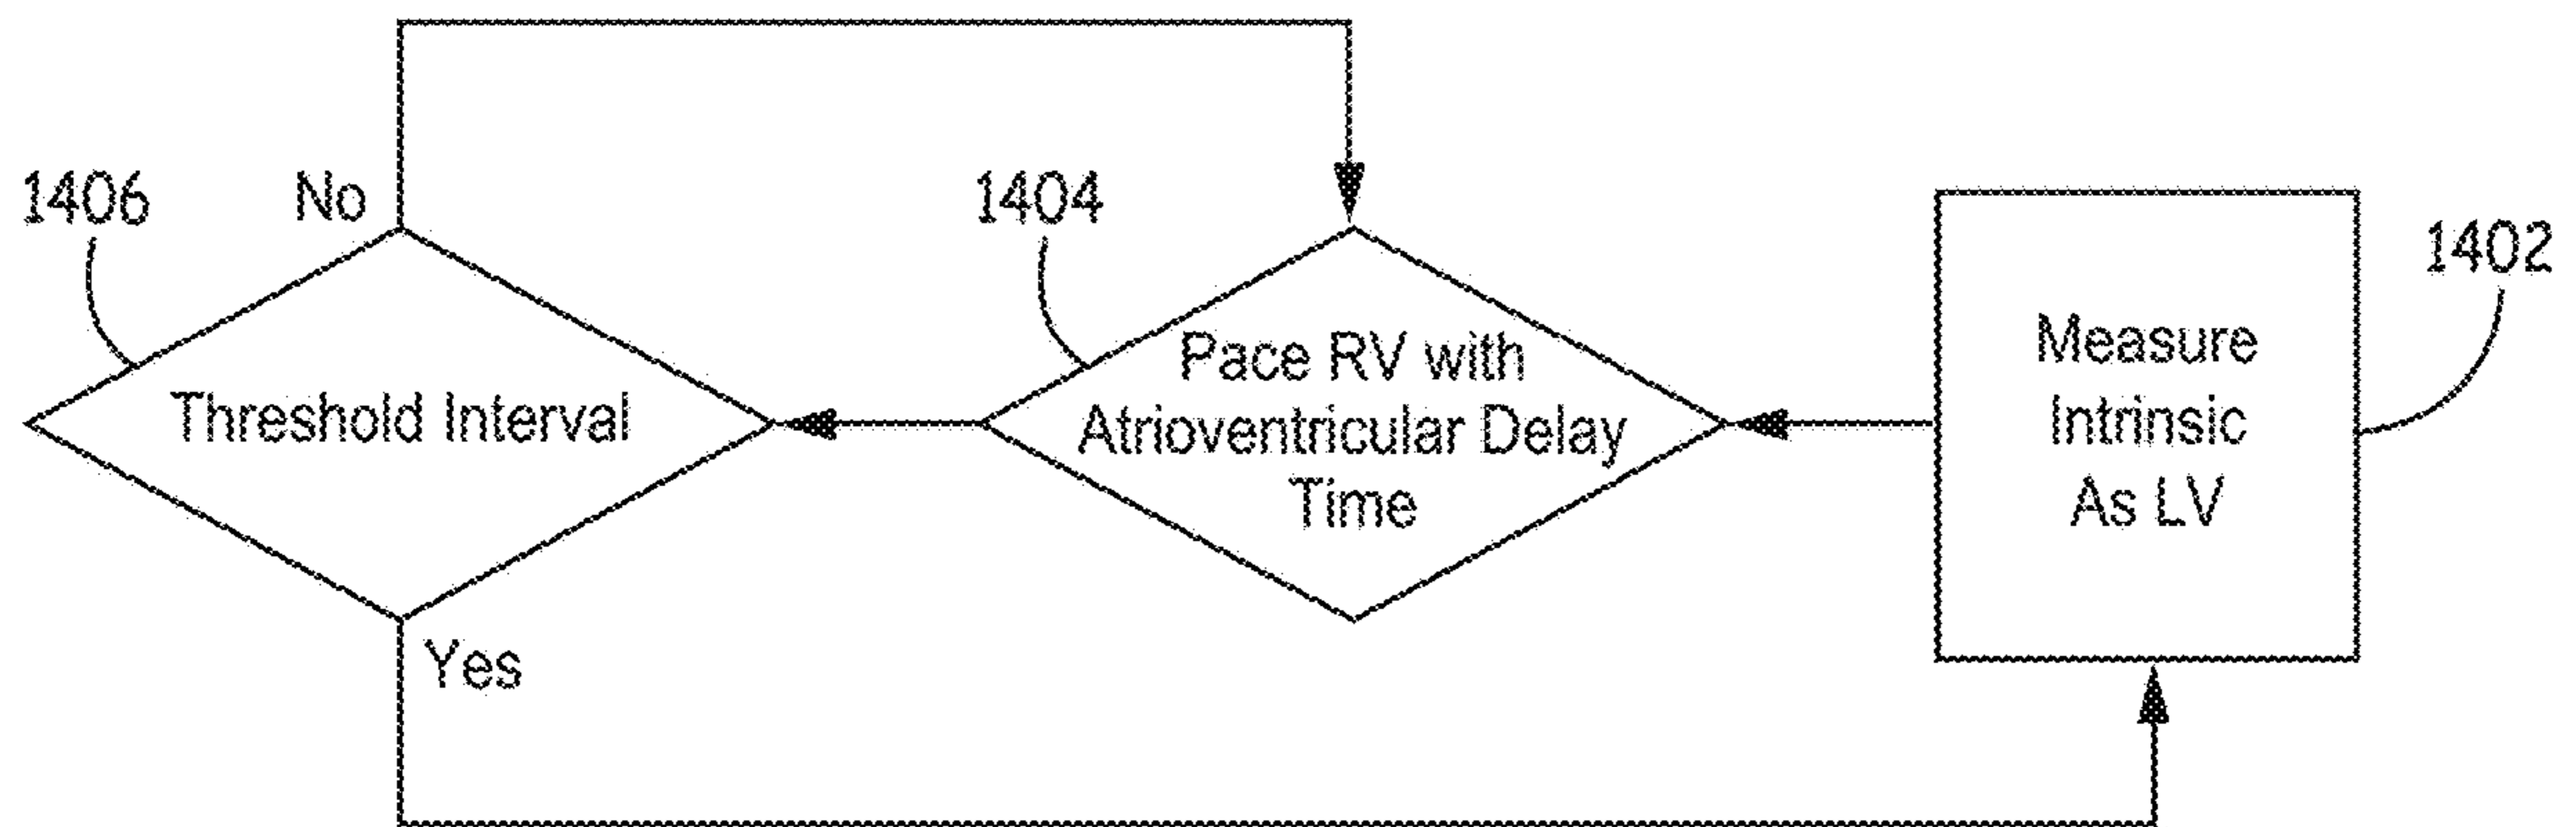 1406
No
1404
1402
Threshold Interval
Pace RV with
Atrioventricular Delay
Time
Measure
Intrinsic
As LV
Yes